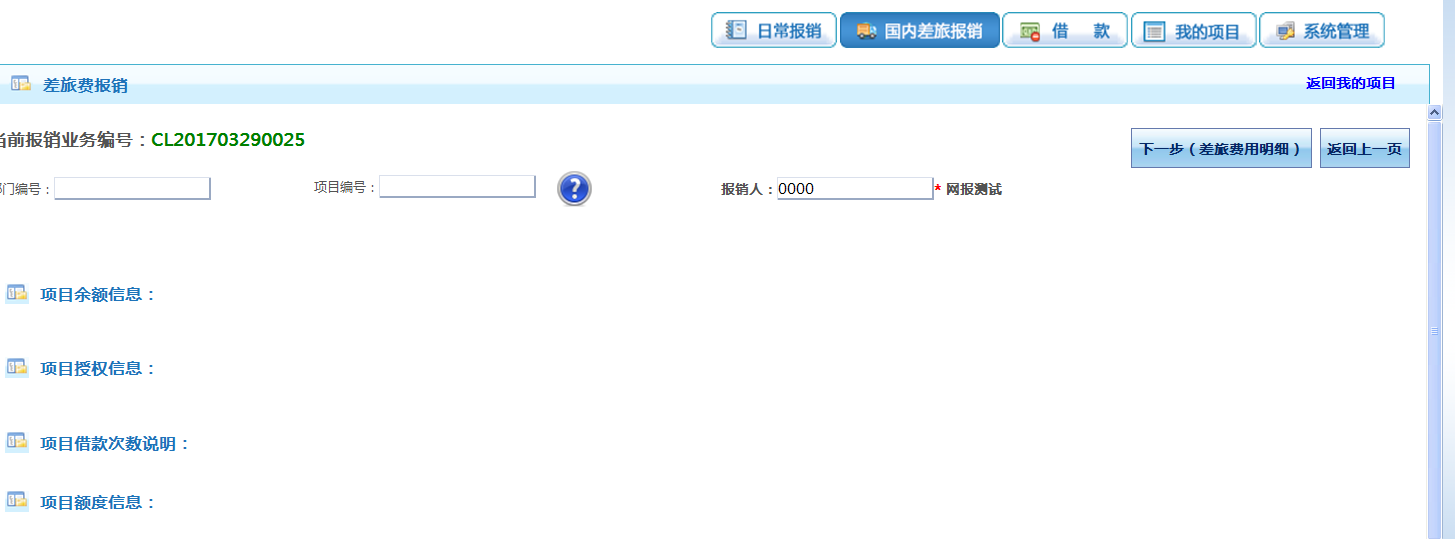 日常报销 国内差旅报销 借 款 我的项目 系统管理
差旅费报销 返回我的项目
当前报销业务编号：CL201703290025 下一步（差旅费用明细） 返回上一页
部门编号： 项目编号： ? 报销人：0000 * 网报测试
项目余额信息：
项目授权信息：
项目借款次数说明：
项目额度信息：